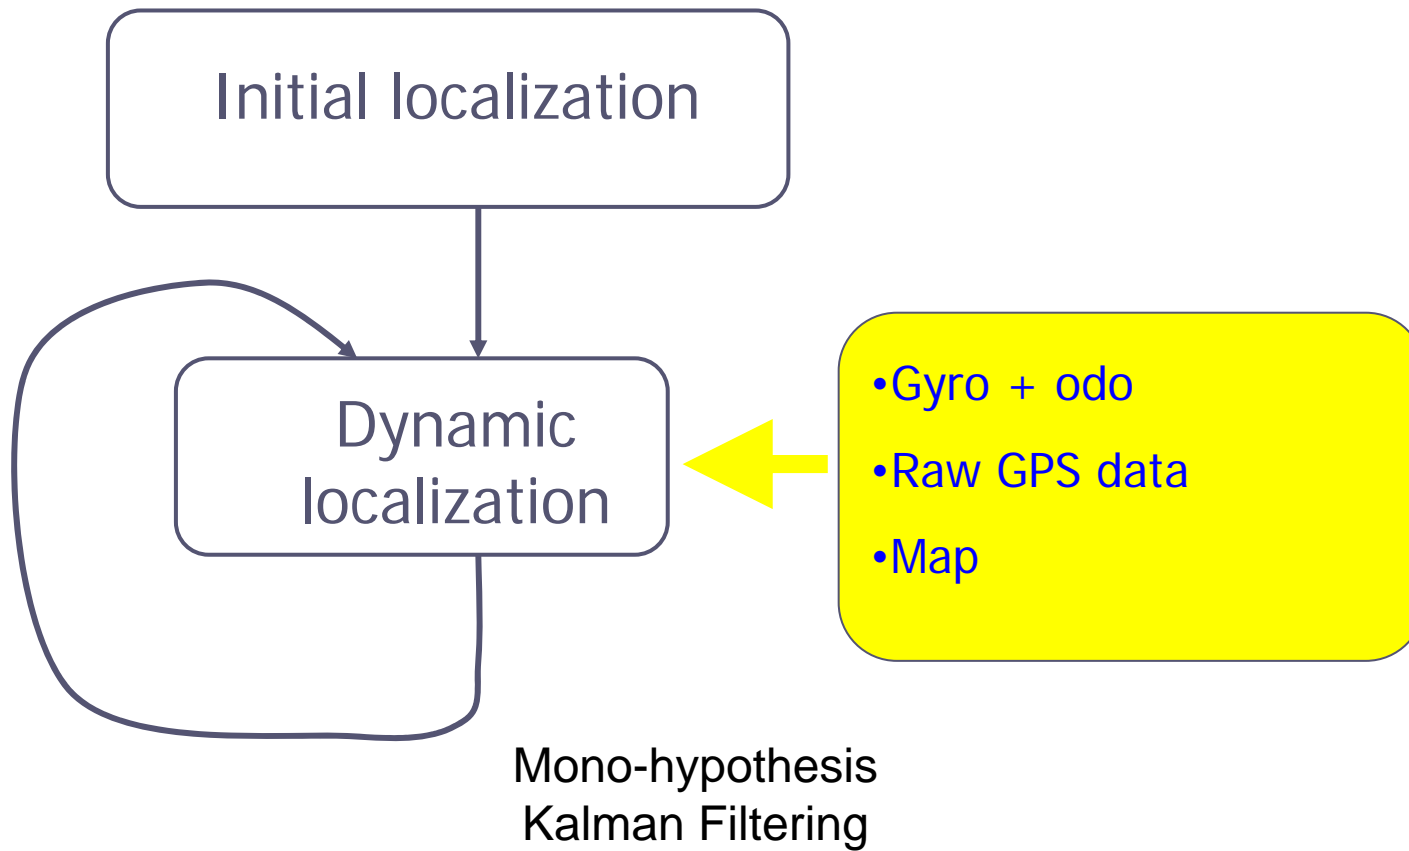 Initial localization
Dynamic
localization
•Gyro + odo
•Raw GPS data
•Map
Mono-hypothesis
Kalman Filtering